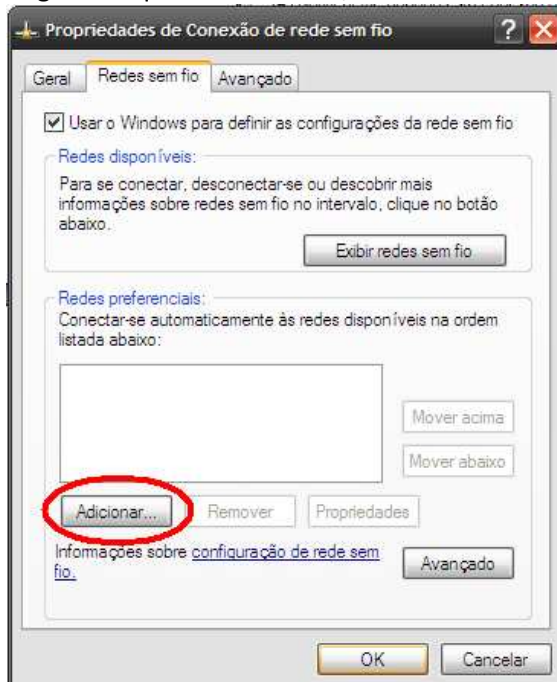 Propriedades de Conexão de rede sem fio
Geral Redes sem fio Avançado
Usar o Windows para definir as configurações da rede sem fio
Redes disponíveis:
Para se conectar, desconectar-se ou descobrir mais
informações sobre redes sem fio no intervalo, clique no botão
abaixo.
Exibir redes sem fio
Redes preferenciais:
Conectar-se automaticamente às redes disponíveis na ordem
listada abaixo:
Mover acima
Mover abaixo
Adicionar... Remover Propriedades
Informações sobre configuração de rede sem
fio.
Avançado
OK Cancelar